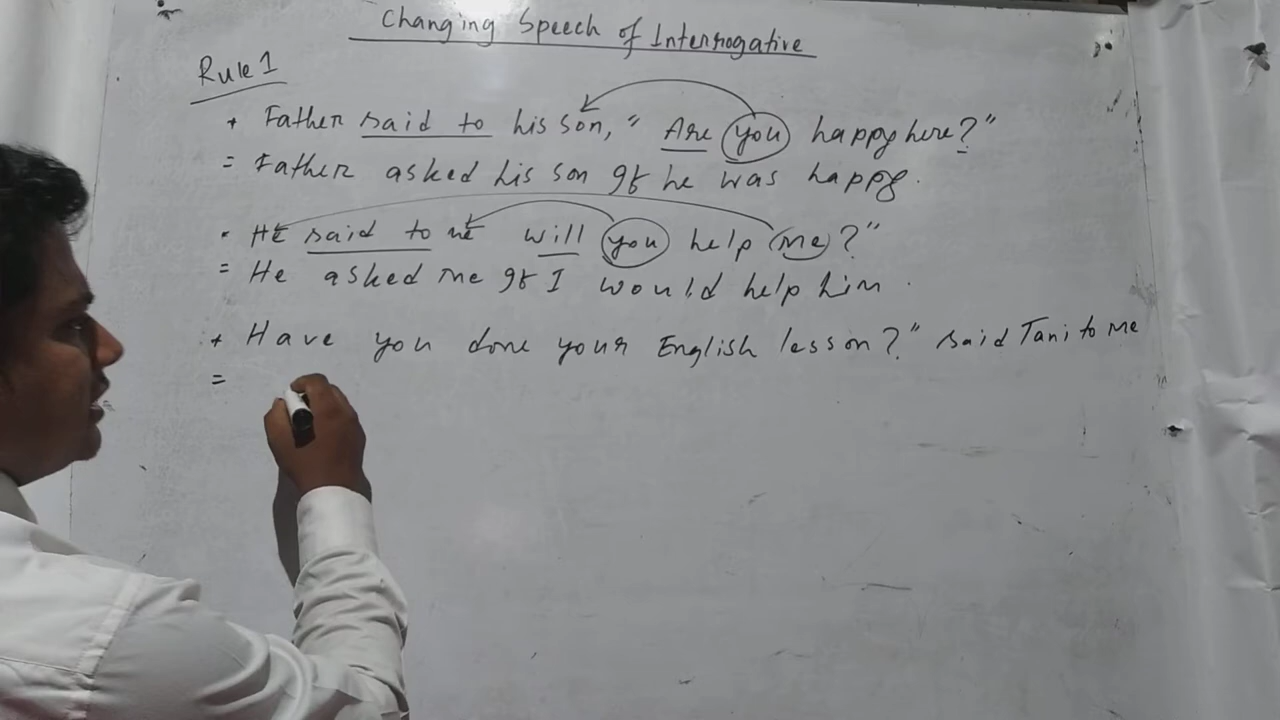 Changing Speech of Interrogative
Rule 1
+ Father said to his son, " Are you happy here?"
= Father asked his son If he was happy.
• He said to me will you help me?"
= He asked me If I would help him.
+ Have you done your English lesson?" said Tani to me
=